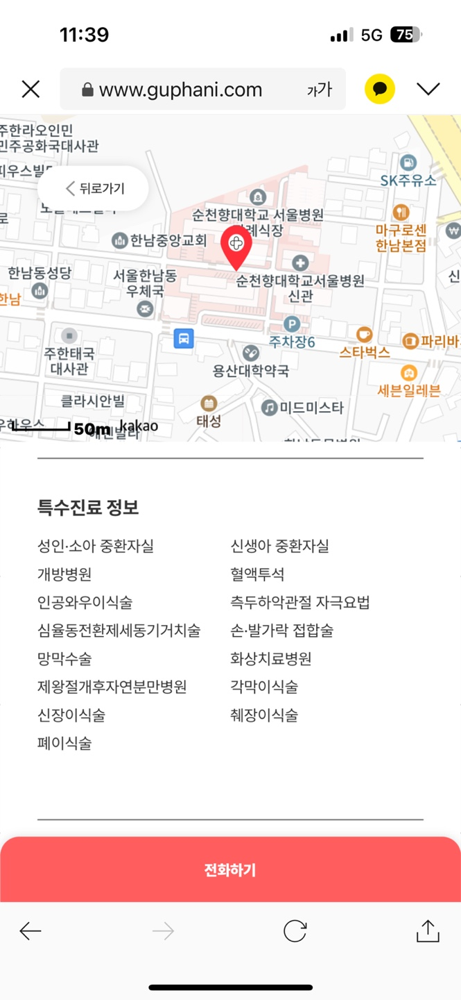 11:39
5G
75
www.guphani.com
가가
주한라오인민
민주공화국대사관
뒤로가기
SK주유소
순천향대학교 서울병원
한남중앙교회
마구로센
한남본점
한남동성당
서울한남동
우체국
순천향대학교서울병원
신관
한남
주차장6
스타벅스
파리바
주한태국
대사관
용산대학약국
세븐일레븐
클라시안빌
태성
미드미스타
50m
kakao
특수진료 정보
성인·소아 중환자실
신생아 중환자실
개방병원
혈액투석
인공와우이식술
측두하악관절 자극요법
심율동전환제세동기거치술
손·발가락 접합술
망막수술
화상치료병원
제왕절개후자연분만병원
각막이식술
신장이식술
췌장이식술
폐이식술
전화하기